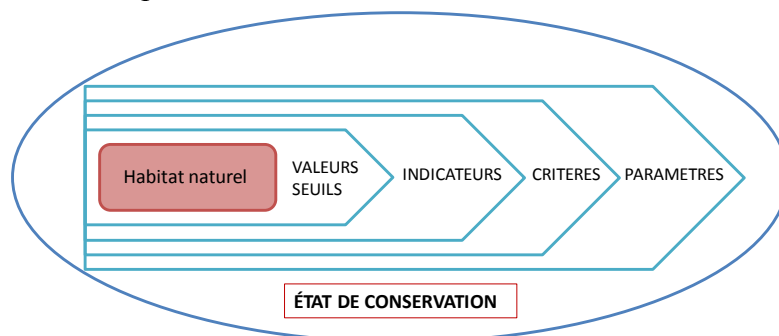 Habitat naturel
VALEURS
SEUILS
INDICATEURS
CRITERES
PARAMETRES
ÉTAT DE CONSERVATION